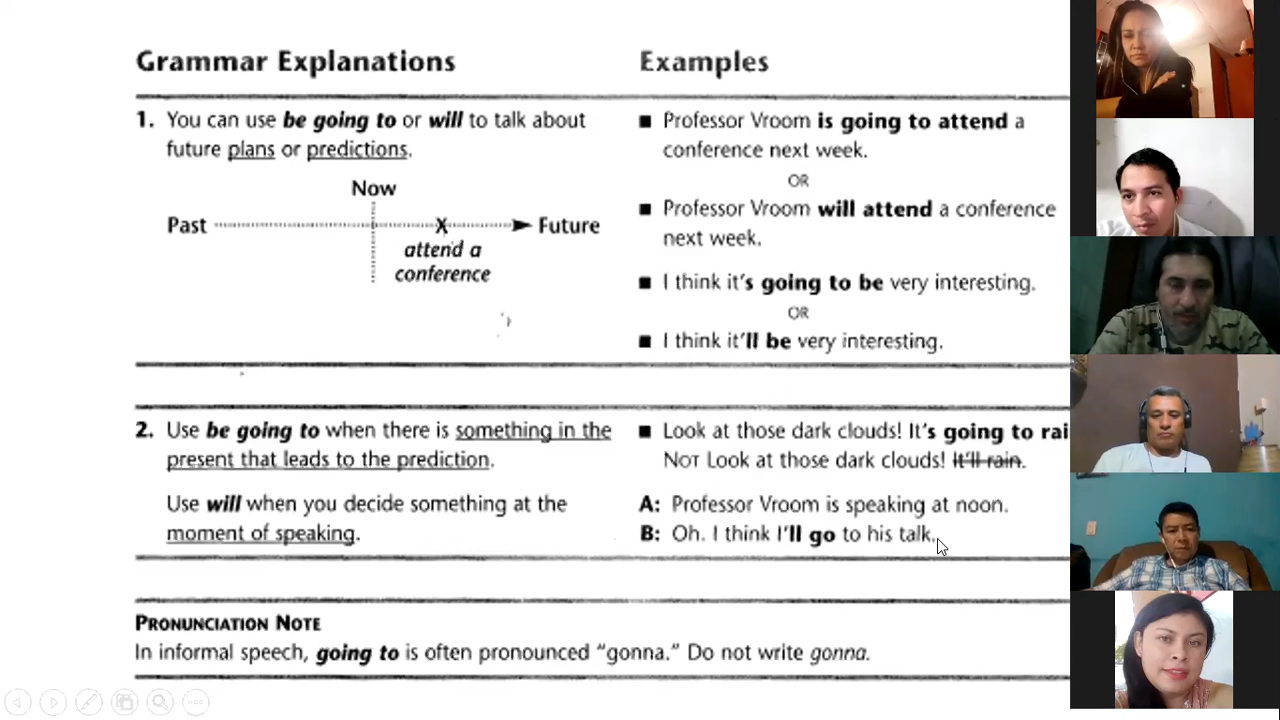 Grammar Explanations
Examples
1. You can use be going to or will to talk about
future plans or predictions.
Now
Past
X
Future
attend a
conference
■ Professor Vroom is going to attend a
conference next week.
OR
■ Professor Vroom will attend a conference
next week.
■ I think it's going to be very interesting.
OR
■ I think it'll be very interesting.
2. Use be going to when there is something in the
present that leads to the prediction.
Use will when you decide something at the
moment of speaking.
■ Look at those dark clouds! It's going to rai
NOT Look at those dark clouds! It'll rain.
A: Professor Vroom is speaking at noon.
B: Oh. I think I'll go to his talk.
PRONUNCIATION NOTE
In informal speech, going to is often pronounced "gonna." Do not write gonna.